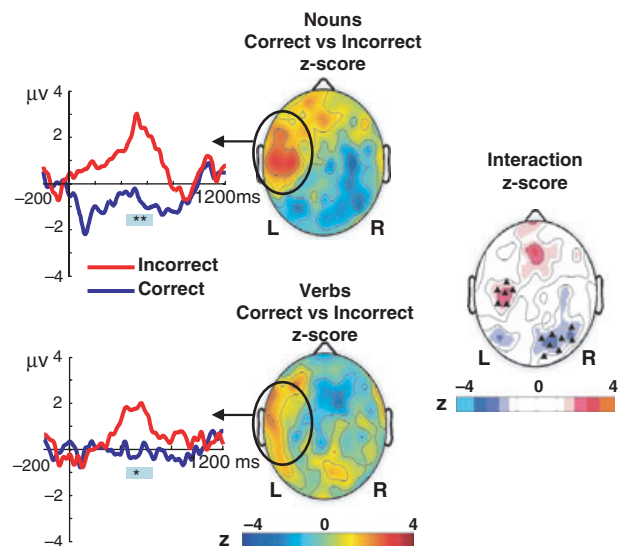 Nouns
Correct vs Incorrect
z-score
μv 4
2
−200
1200ms
**
−2
−4
L R
Incorrect
Correct
Interaction
z-score
L R
z −4 0 4
Verbs
Correct vs Incorrect
z-score
μv 4
2
−200
1200 ms
*
−2
−4
L R
z −4 0 4